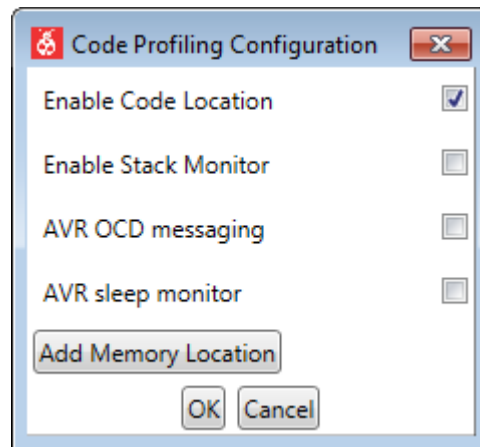 Code Profiling Configuration
Enable Code Location
Enable Stack Monitor
AVR OCD messaging
AVR sleep monitor
Add Memory Location
OK Cancel